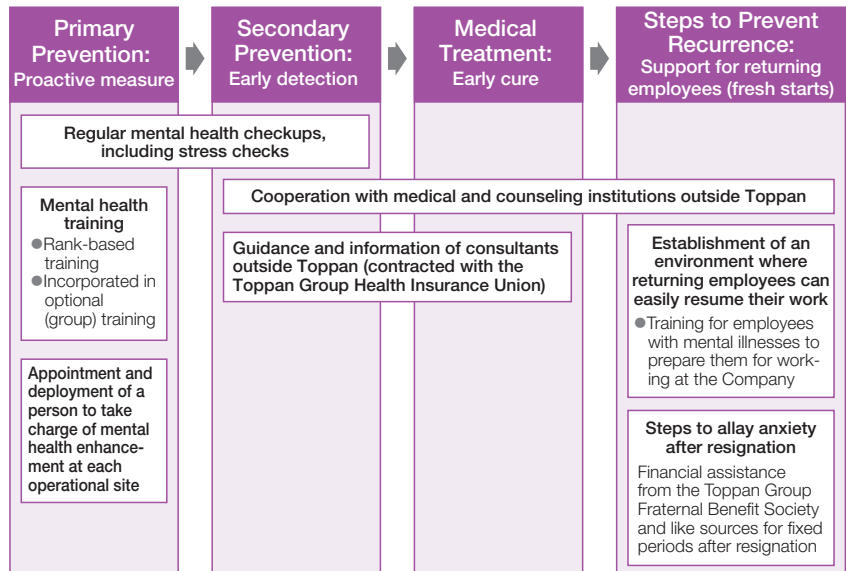 Primary
Prevention:
Proactive measure
Secondary
Prevention:
Early detection
Medical
Treatment:
Early cure
Steps to Prevent
Recurrence:
Support for returning
employees (fresh starts)
Regular mental health checkups,
including stress checks
Cooperation with medical and counseling institutions outside Toppan
Mental health
training
●Rank-based
training
●Incorporated in
optional
(group) training
Guidance and information of consultants
outside Toppan (contracted with the
Toppan Group Health Insurance Union)
Establishment of an
environment where
returning employees can
easily resume their work
●Training for employees
with mental illnesses to
prepare them for work-
ing at the Company
Appointment and
deployment of a
person to take
charge of mental
health enhance-
ment at each
operational site
Steps to allay anxiety
after resignation
Financial assistance
from the Toppan Group
Fraternal Benefit Society
and like sources for fixed
periods after resignation